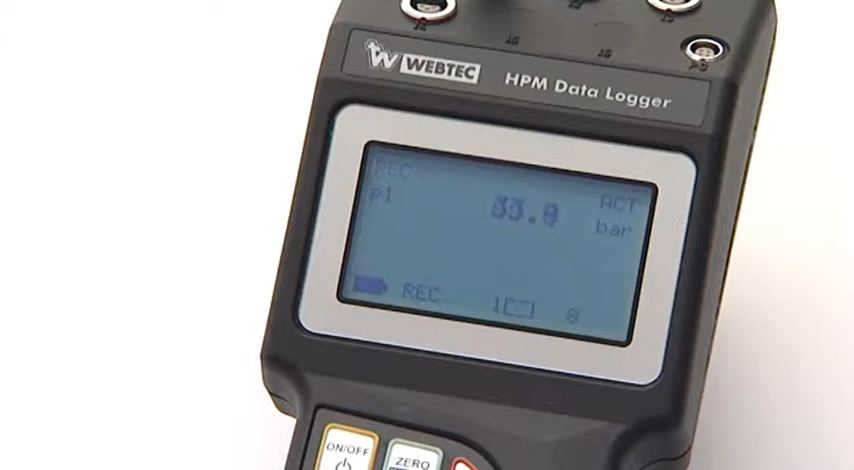 WEBTEC HPM Data Logger
REC ACT
p1
bar
REC 1 8
ON/OFF
ZERO